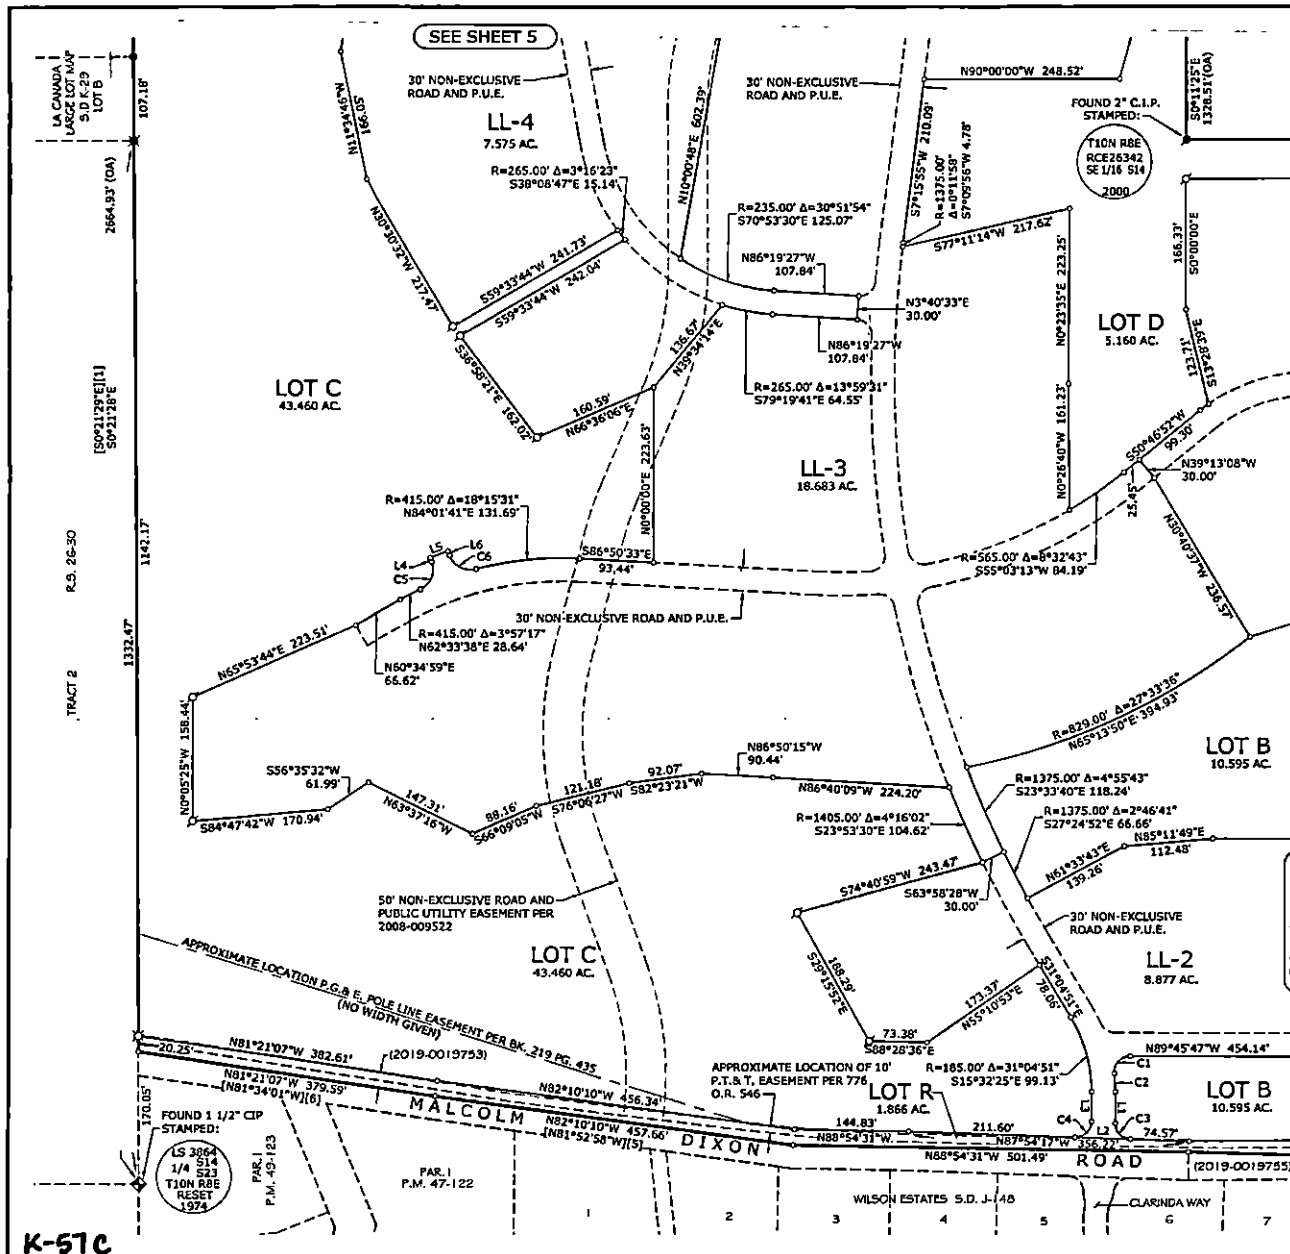 SEE SHEET 5
LA CANADA
LARGE LOT MAP
S.D K-29
LOT B
107.18'
2664.93' (OA)
[S0°21'29"E][1]
S0°21'28"E
1142.17'
1332.47'
R.S. 26-30
TRACT 2
N11°34'46"W
166.05'
30' NON-EXCLUSIVE
ROAD AND P.U.E.
LL-4
7.575 AC.
R=265.00' Δ=3°16'23"
S38°08'47"E 15.14'
N10°00'48"E 602.39'
30' NON-EXCLUSIVE
ROAD AND P.U.E.
N90°00'00"W 248.52'
S0°11'25"E
1328.51'(OA)
FOUND 2" C.I.P.
STAMPED:
T10N R8E
RCE26342
SE 1/16 S14
2000
S7°15'55"W 210.09'
R=1375.00'
Δ=0°11'58"
S7°09'56"W 4.78'
R=235.00' Δ=30°51'54"
S70°53'30"E 125.07'
S77°11'14"W 217.62'
N30°30'32"W 217.47'
S59°33'44"W 241.73'
S59°33'44"W 242.04'
N86°19'27"W
107.84'
N3°40'33"E
30.00'
N0°23'35"E 223.25'
166.33'
S0°00'00"E
LOT D
5.160 AC.
S13°28'39"E
123.71'
136.67'
N39°34'14"E
N86°19'27"W
107.84'
S36°58'21"E 162.02'
R=265.00' Δ=13°59'31"
S79°19'41"E 64.55'
LOT C
43.460 AC.
160.59'
N66°36'06"E
S50°46'52"W
99.30'
N0°26'40"W 161.23'
N39°13'08"W
30.00'
25.45'
LL-3
18.683 AC.
N0°00'00"E 223.63'
R=415.00' Δ=18°15'31"
N84°01'41"E 131.69'
L5
L6
L4
C6
C5
S86°50'33"E
93.44'
R=565.00' Δ=8°32'43"
S55°03'13"W 84.19'
N30°40'37"W 236.57'
30' NON-EXCLUSIVE ROAD AND P.U.E.
N65°53'44"E 223.51'
R=415.00' Δ=3°57'17"
N62°33'38"E 28.64'
N60°34'59"E
66.62'
N0°05'25"W 158.44'
R=829.00' Δ=27°33'36"
N65°13'50"E 394.93'
LOT B
10.595 AC.
S56°35'32"W
61.99'
147.31'
N63°37'16"W
S84°47'42"W 170.94'
88.16'
S66°09'05"W
121.18'
S76°06'27"W
92.07'
S82°23'21"W
N86°50'15"W
90.44'
N86°40'09"W 224.20'
R=1375.00' Δ=4°55'43"
S23°33'40"E 118.24'
R=1405.00' Δ=4°16'02"
S23°53'30"E 104.62'
R=1375.00' Δ=2°46'41"
S27°24'52"E 66.66'
N85°11'49"E
112.48'
N61°33'43"E
139.26'
S74°40'59"W 243.47'
S63°58'28"W
30.00'
50' NON-EXCLUSIVE ROAD AND
PUBLIC UTILITY EASEMENT PER
2008-009522
30' NON-EXCLUSIVE
ROAD AND P.U.E.
LL-2
8.877 AC.
APPROXIMATE LOCATION P.G.& E. POLE LINE EASEMENT PER BK. 219 PG. 435
(NO WIDTH GIVEN)
LOT C
43.460 AC.
188.29'
S29°15'52"E
173.37'
N55°10'53"E
S31°04'51"E
78.06'
73.38'
S88°28'36"E
N89°45'47"W 454.14'
20.25'
N81°21'07"W 382.61'
(2019-0019753)
N81°21'07"W 379.59'
[N81°34'01"W][6]
N82°10'10"W 456.34'
N82°10'10"W 457.66'
[N81°52'58"W][5]
APPROXIMATE LOCATION OF 10'
P.T.& T. EASEMENT PER 776
O.R. 546
R=185.00' Δ=31°04'51"
S15°32'25"E 99.13'
C1
C2
LOT R
1.866 AC.
LOT B
10.595 AC.
L3
L1
C4
L2
C3
144.83'
N88°54'31"W
211.60'
N87°54'17"W 356.22'
74.57'
N88°54'31"W 501.49'
(2019-0019755)
MALCOLM DIXON ROAD
170.05'
FOUND 1 1/2" CIP
STAMPED:
LS 3864
1/4 S14
S23
T10N R8E
RESET
1974
PAR.1
P.M. 49-123
PAR.1
P.M. 47-122
WILSON ESTATES S.D. J-148
CLARINDA WAY
1
2
3
4
5
6
7
K-57C